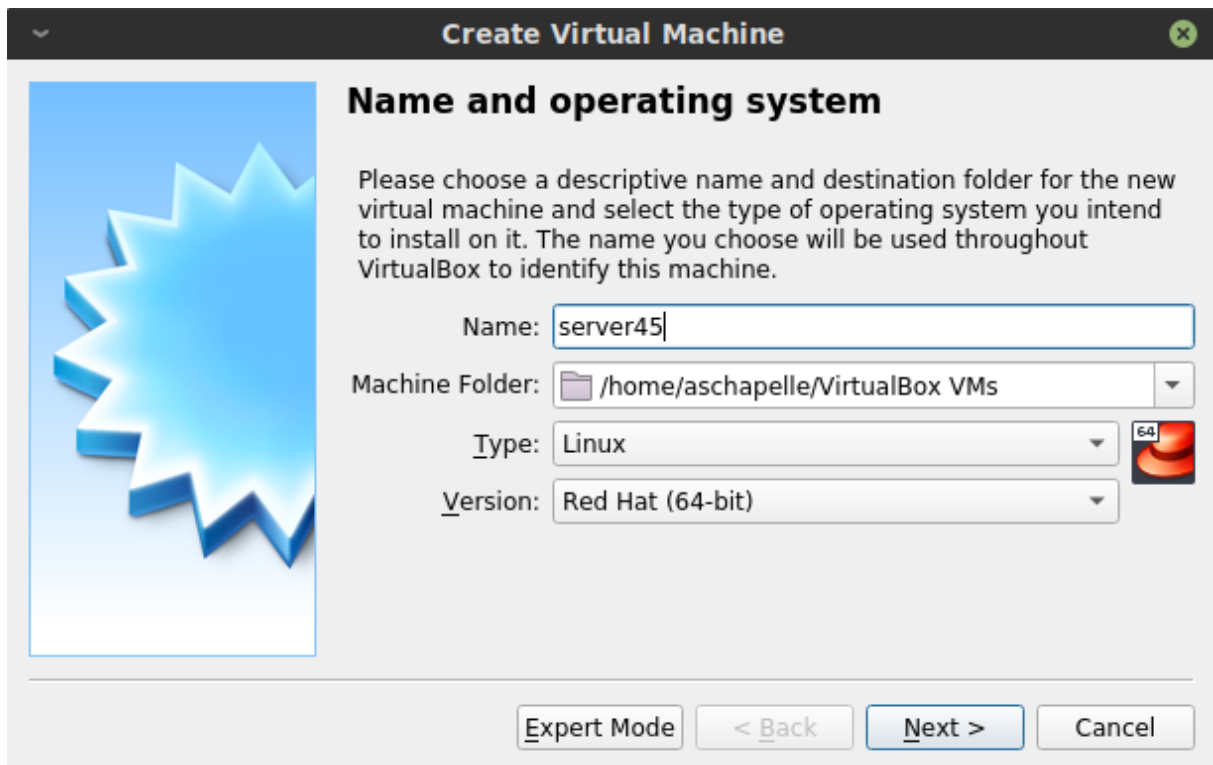 Create Virtual Machine
Name and operating system
Please choose a descriptive name and destination folder for the new
virtual machine and select the type of operating system you intend
to install on it. The name you choose will be used throughout
VirtualBox to identify this machine.
Name: server45
Machine Folder: /home/aschapelle/VirtualBox VMs
Type: Linux
64
Version: Red Hat (64-bit)
Expert Mode < Back Next > Cancel